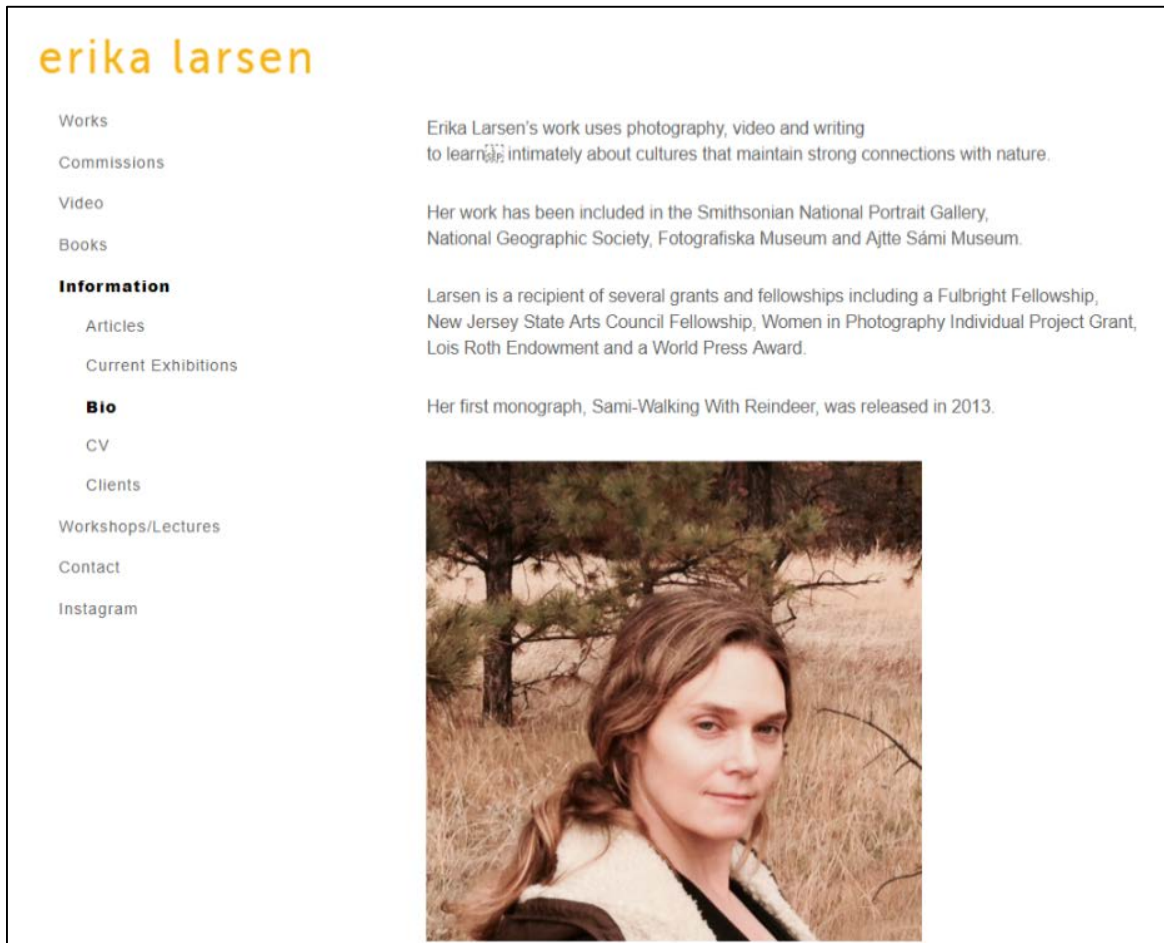 erika larsen
Works
Commissions
Video
Books
Information
Articles
Current Exhibitions
Bio
CV
Clients
Workshops/Lectures
Contact
Instagram
Erika Larsen's work uses photography, video and writing
to learn intimately about cultures that maintain strong connections with nature.
Her work has been included in the Smithsonian National Portrait Gallery,
National Geographic Society, Fotografiska Museum and Ajtte Sámi Museum.
Larsen is a recipient of several grants and fellowships including a Fulbright Fellowship,
New Jersey State Arts Council Fellowship, Women in Photography Individual Project Grant,
Lois Roth Endowment and a World Press Award.
Her first monograph, Sami-Walking With Reindeer, was released in 2013.